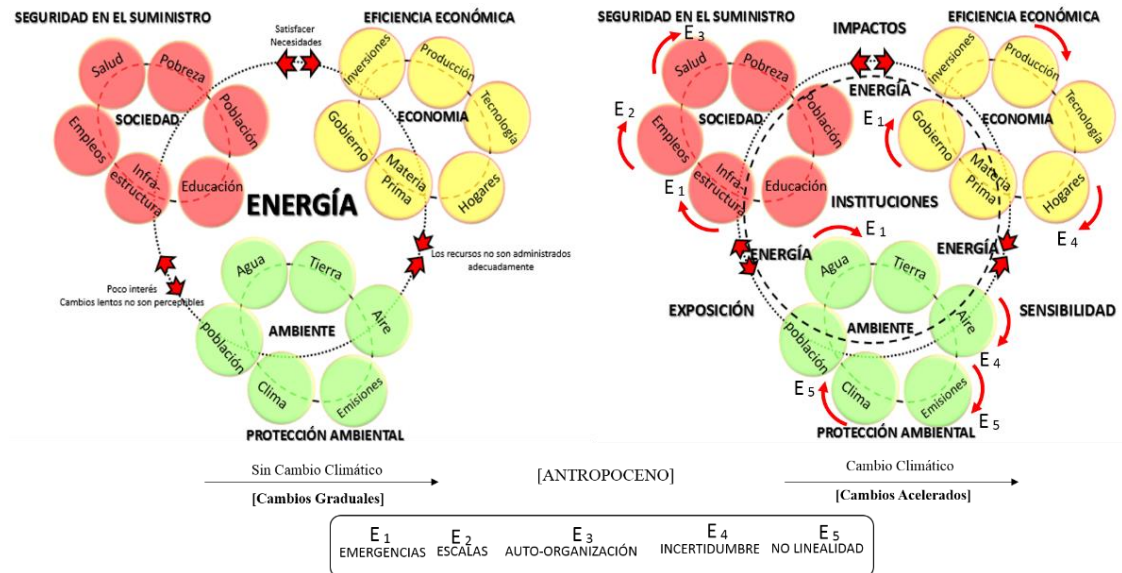 SEGURIDAD EN EL SUMINISTRO
Satisfacer
Necesidades
EFICIENCIA ECONÓMICA
Salud
Pobreza
Población
SOCIEDAD
Empleos
Infra-
estructura
Educación
Inversiones
Producción
Tecnología
ECONOMIA
Gobierno
Materia
Prima
Hogares
ENERGÍA
Los recursos no son administrados
adecuadamente
Poco interés
Cambios lentos no son perceptibles
Agua
Tierra
Aire
AMBIENTE
población
Clima
Emisiones
PROTECCIÓN AMBIENTAL
SEGURIDAD EN EL SUMINISTRO
E 3
IMPACTOS
EFICIENCIA ECONÓMICA
Salud
Pobreza
Población
SOCIEDAD
E 2
Empleos
Infra-
estructura
E 1
Educación
ENERGÍA
E 1
Inversiones
Producción
Tecnología
ECONOMIA
Gobierno
Materia
Prima
Hogares
E 4
INSTITUCIONES
E 1
ENERGÍA
ENERGÍA
EXPOSICIÓN
SENSIBILIDAD
Agua
Tierra
Aire
AMBIENTE
población
E 4
E 5
Clima
Emisiones
E 5
PROTECCIÓN AMBIENTAL
Sin Cambio Climático
[Cambios Graduales]
[ANTROPOCENO]
Cambio Climático
[Cambios Acelerados]
E 1
EMERGENCIAS
E 2
ESCALAS
E 3
AUTO-ORGANIZACIÓN
E 4
INCERTIDUMBRE
E 5
NO LINEALIDAD